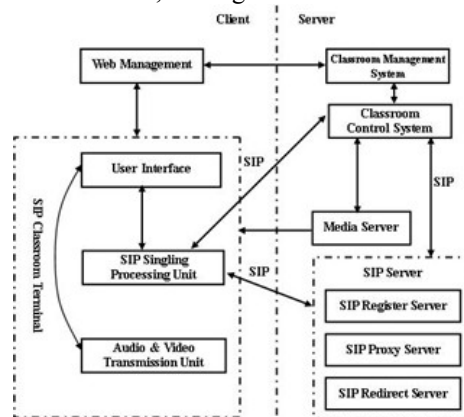 Client
Server
Web Management
Classroom Management
System
Classroom
Control System
User Interface
SIP
SIP
SIP Classroom Terminal
Media Server
SIP Singling
Processing Unit
SIP
SIP Server
SIP Register Server
Audio & Video
Transmission Unit
SIP Proxy Server
SIP Redirect Server